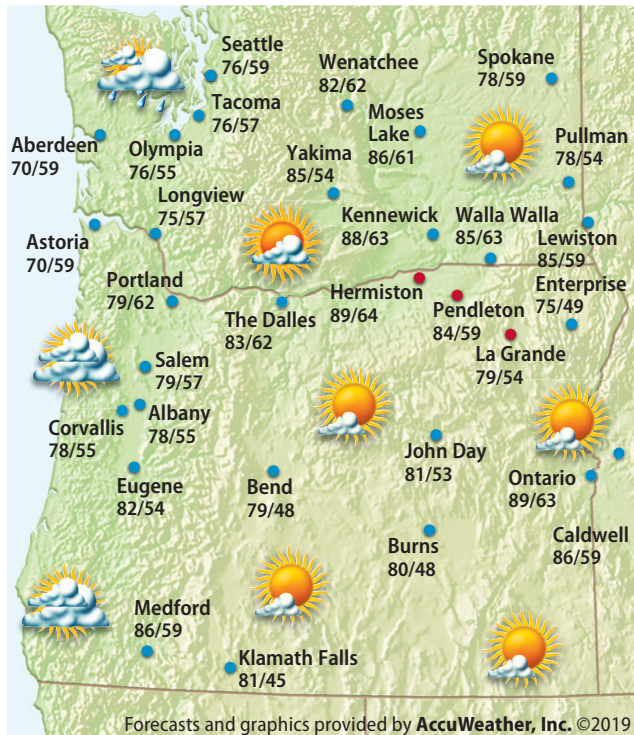 Seattle
76/59
Wenatchee
82/62
Spokane
78/59
Tacoma
76/57
Moses
Lake
86/61
Aberdeen
70/59
Olympia
76/55
Yakima
85/54
Pullman
78/54
Longview
75/57
Kennewick
88/63
Walla Walla
85/63
Lewiston
85/59
Astoria
70/59
Portland
79/62
The Dalles
83/62
Hermiston
89/64
Pendleton
84/59
Enterprise
75/49
La Grande
79/54
Salem
79/57
Albany
78/55
Corvallis
78/55
John Day
81/53
Eugene
82/54
Bend
79/48
Ontario
89/63
Burns
80/48
Caldwell
86/59
Medford
86/59
Klamath Falls
81/45
Forecasts and graphics provided by AccuWeather, Inc. ©2019